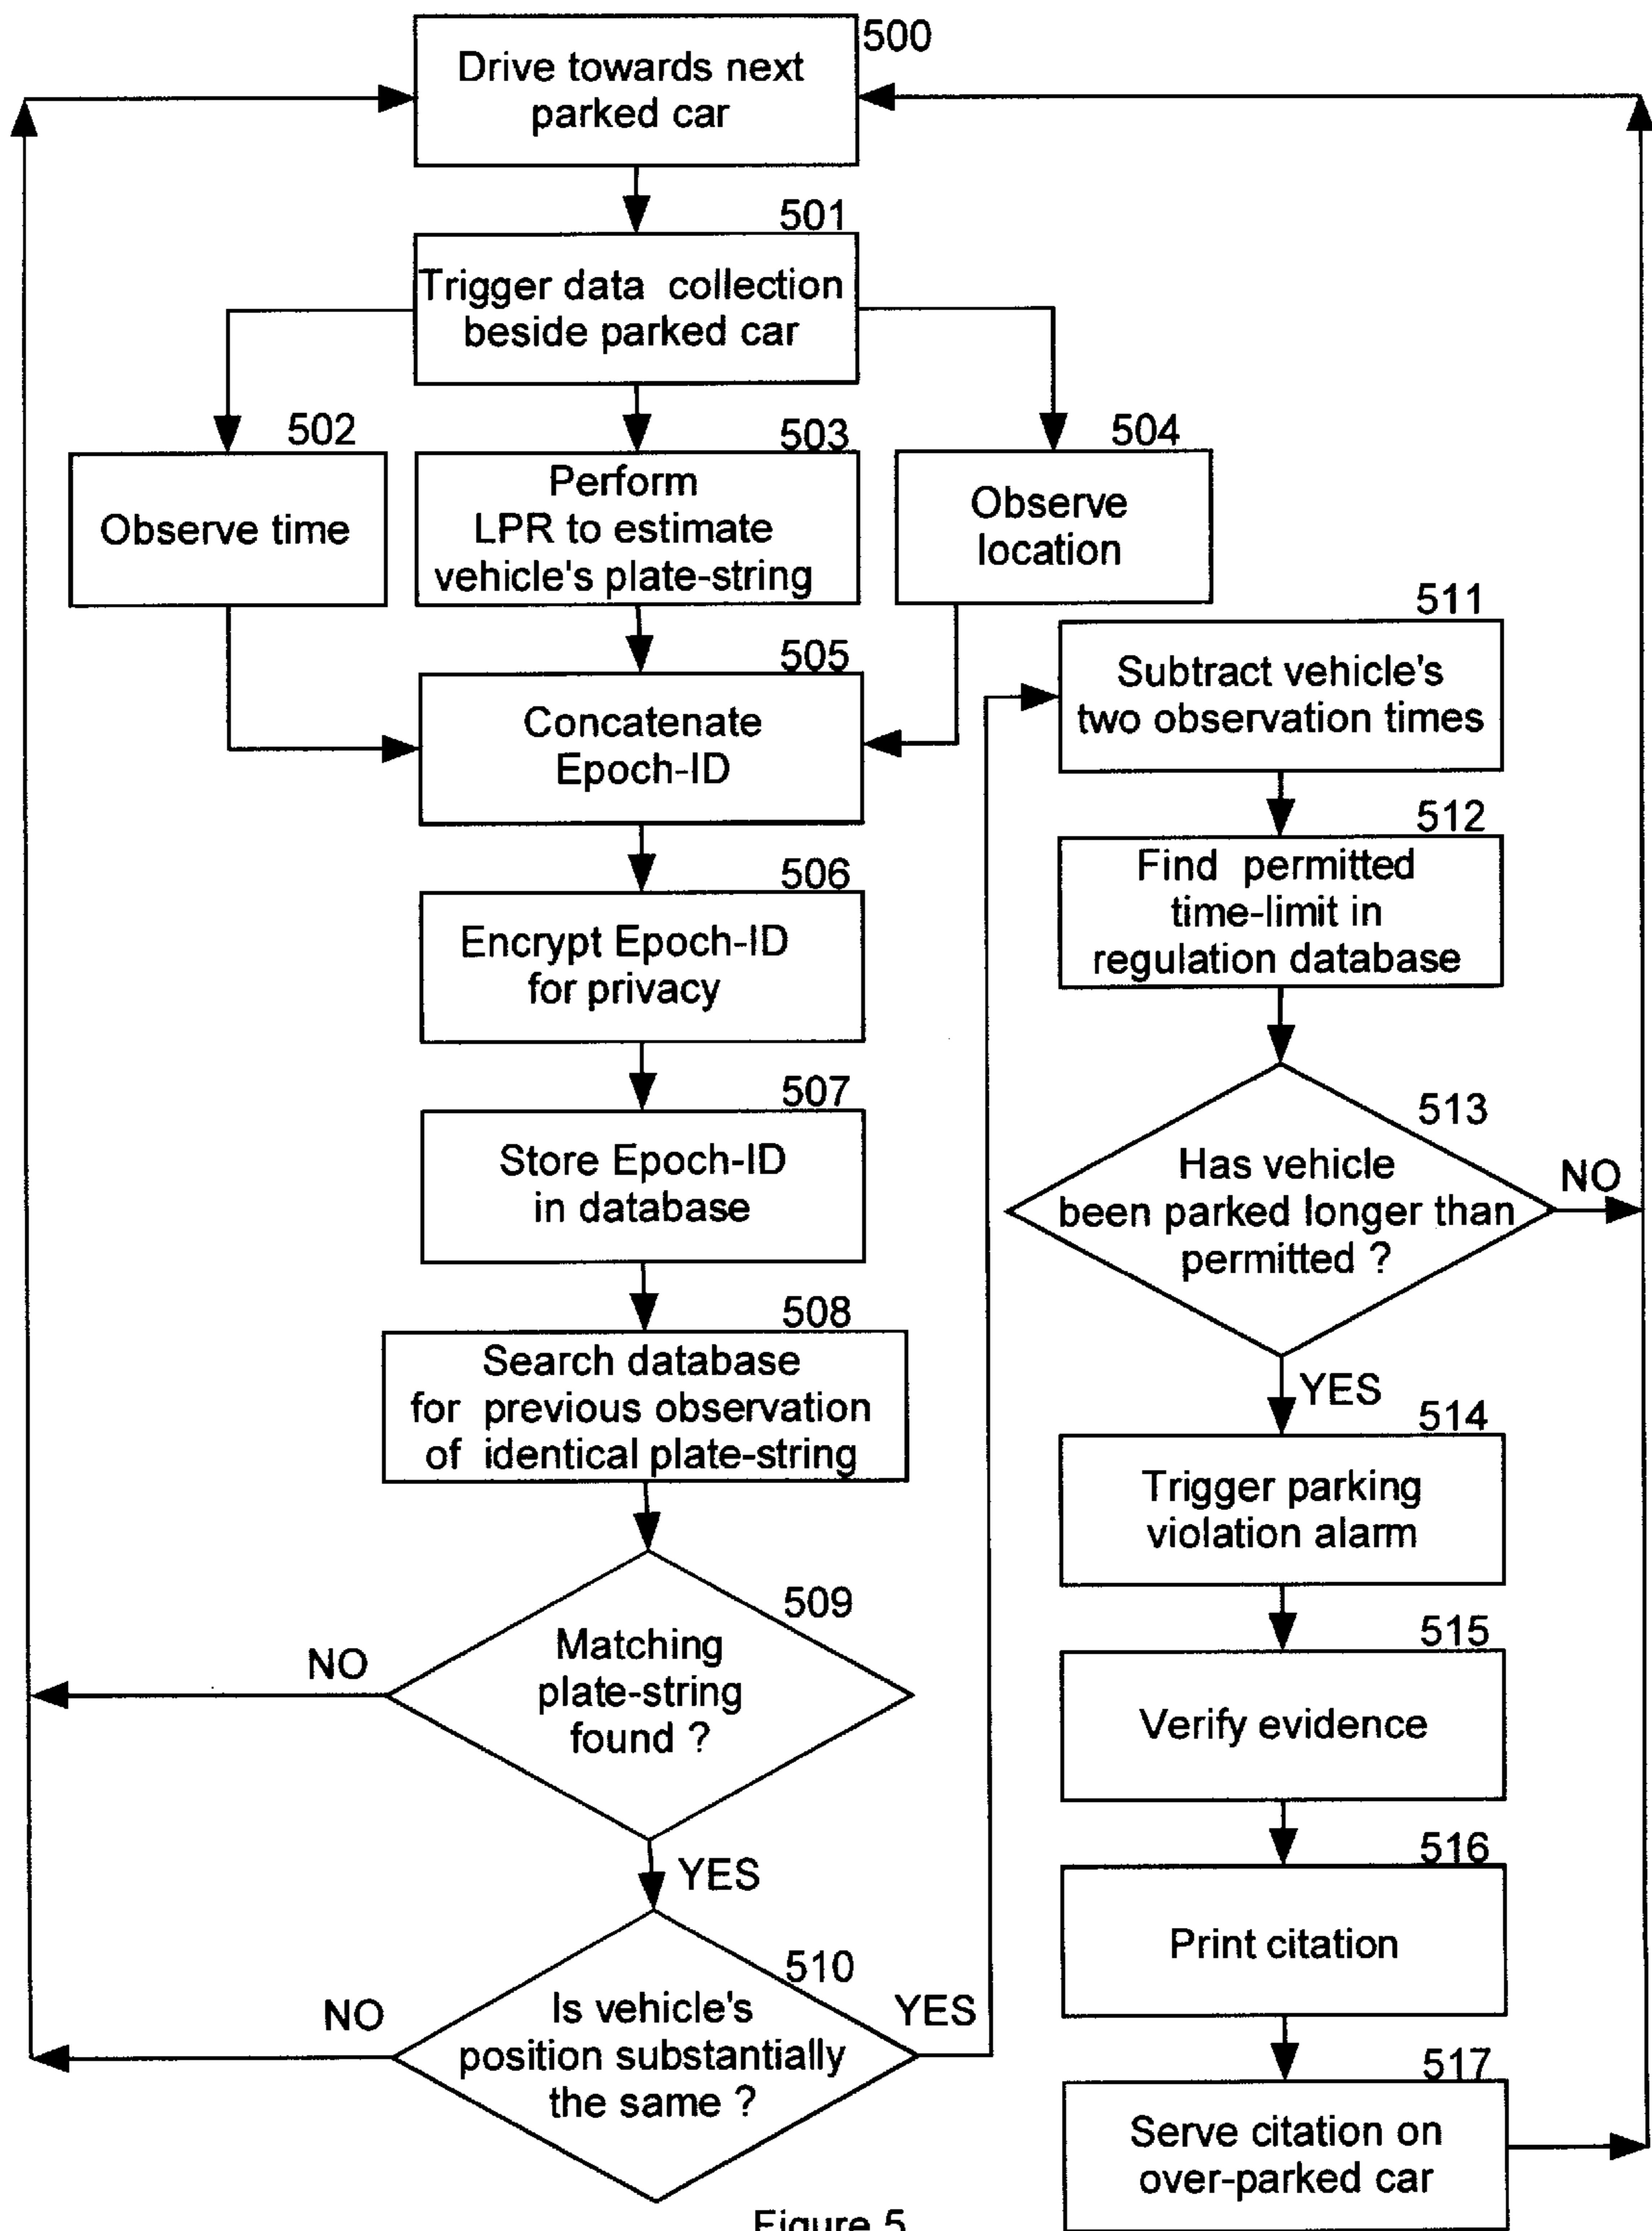 500
Drive towards next
parked car
501
Trigger data collection
beside parked car
502
Observe time
503
Perform
LPR to estimate
vehicle's plate-string
504
Observe
location
505
Concatenate
Epoch-ID
506
Encrypt Epoch-ID
for privacy
507
Store Epoch-ID
in database
508
Search database
for previous observation
of identical plate-string
509
Matching
plate-string
found ?
NO
YES
510
Is vehicle's
position substantially
the same ?
NO
YES
511
Subtract vehicle's
two observation times
512
Find permitted
time-limit in
regulation database
513
Has vehicle
been parked longer than
permitted ?
NO
YES
514
Trigger parking
violation alarm
515
Verify evidence
516
Print citation
517
Serve citation on
over-parked car
Figure 5